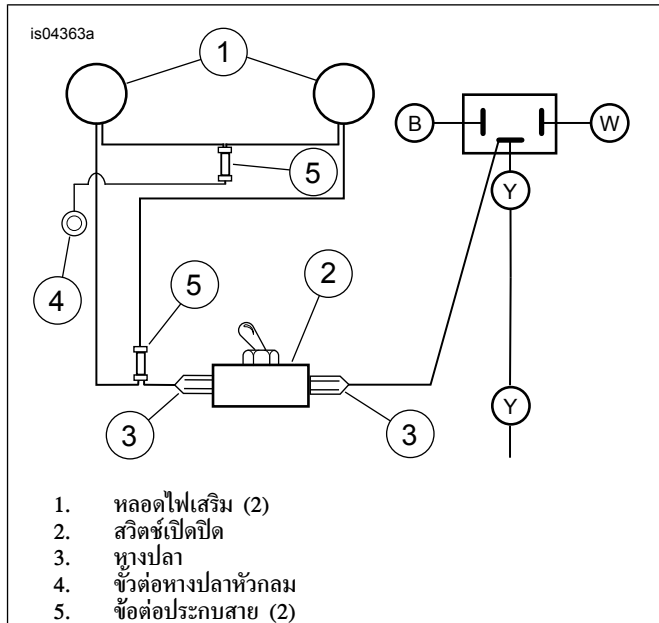 is04363a
1
B
W
5
Y
4
2
5
3
3
Y
1. หลอดไฟเสริม (2)
2. สวิตช์เปิดปิด
3. หางปลา
4. ขั้วต่อหางปลาหัวกลม
5. ข้อต่อประกบสาย (2)